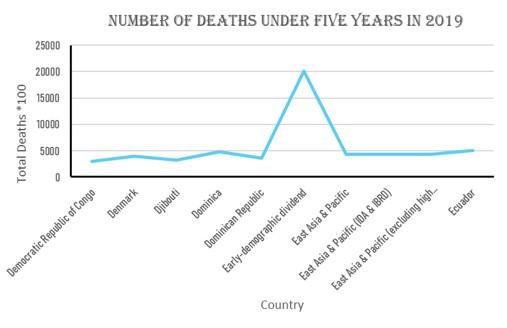 NUMBER OF DEATHS UNDER FIVE YEARS IN 2019
Total Deaths *100
25000
20000
15000
10000
5000
0
Democratic Republic of Congo
Denmark
Djibouti
Dominica
Dominican Republic
Early-demographic dividend
East Asia & Pacific
East Asia & Pacific (IDA & IBRD)
East Asia & Pacific (excluding high...
Ecuador
Country